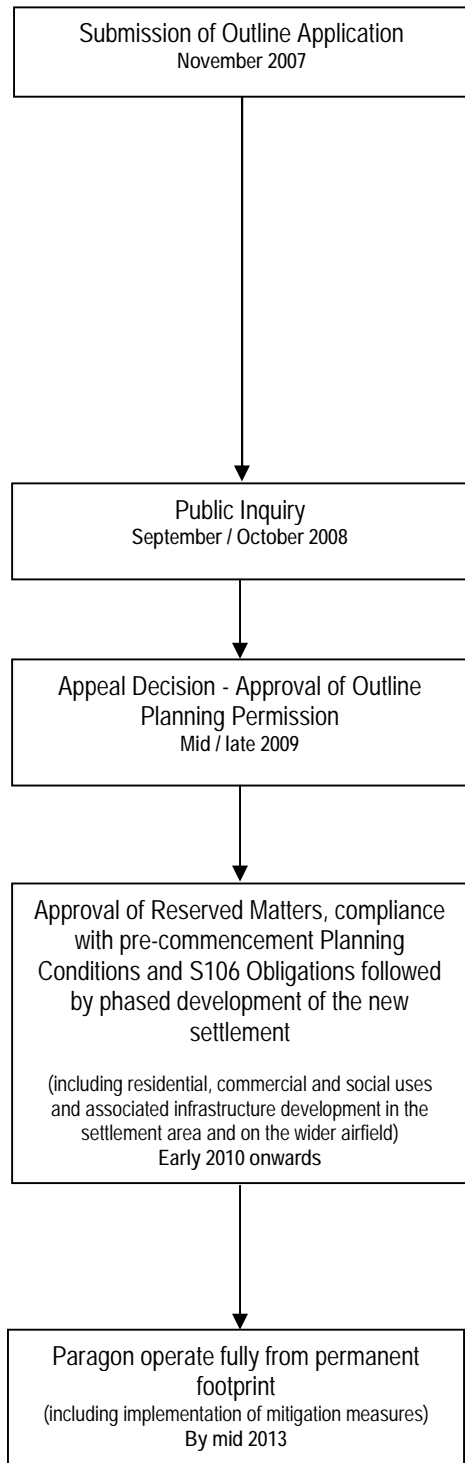 Submission of Outline Application
November 2007
Public Inquiry
September / October 2008
Appeal Decision - Approval of Outline
Planning Permission
Mid / late 2009
Approval of Reserved Matters, compliance
with pre-commencement Planning
Conditions and S106 Obligations followed
by phased development of the new
settlement
(including residential, commercial and social uses
and associated infrastructure development in the
settlement area and on the wider airfield)
Early 2010 onwards
Paragon operate fully from permanent
footprint
(including implementation of mitigation measures)
By mid 2013